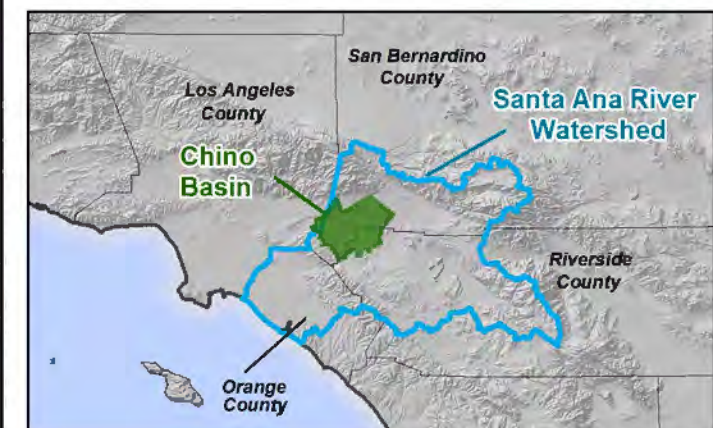 San Bernardino
County
Los Angeles
County
Santa Ana River
Watershed
Chino
Basin
Riverside
County
Orange
County